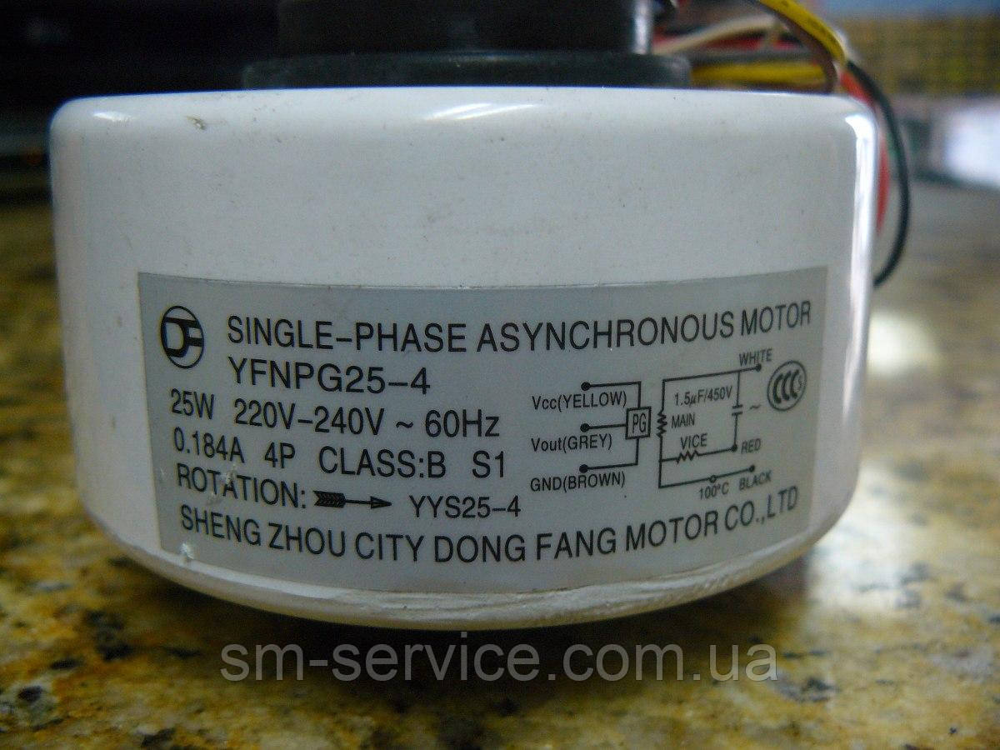 DF
SINGLE-PHASE ASYNCHRONOUS MOTOR
YFNPG25-4
25W 220V-240V ~ 60Hz
0.184A 4P CLASS:B S1
ROTATION: YYS25-4
SHENG ZHOU CITY DONG FANG MOTOR CO.,LTD
Vcc(YELLOW)
Vout(GREY)
GND(BROWN)
PG
WHITE
1.5μF/450V
MAIN
~
VICE
RED
100°C
BLACK
CCC S
sm-service.com.ua